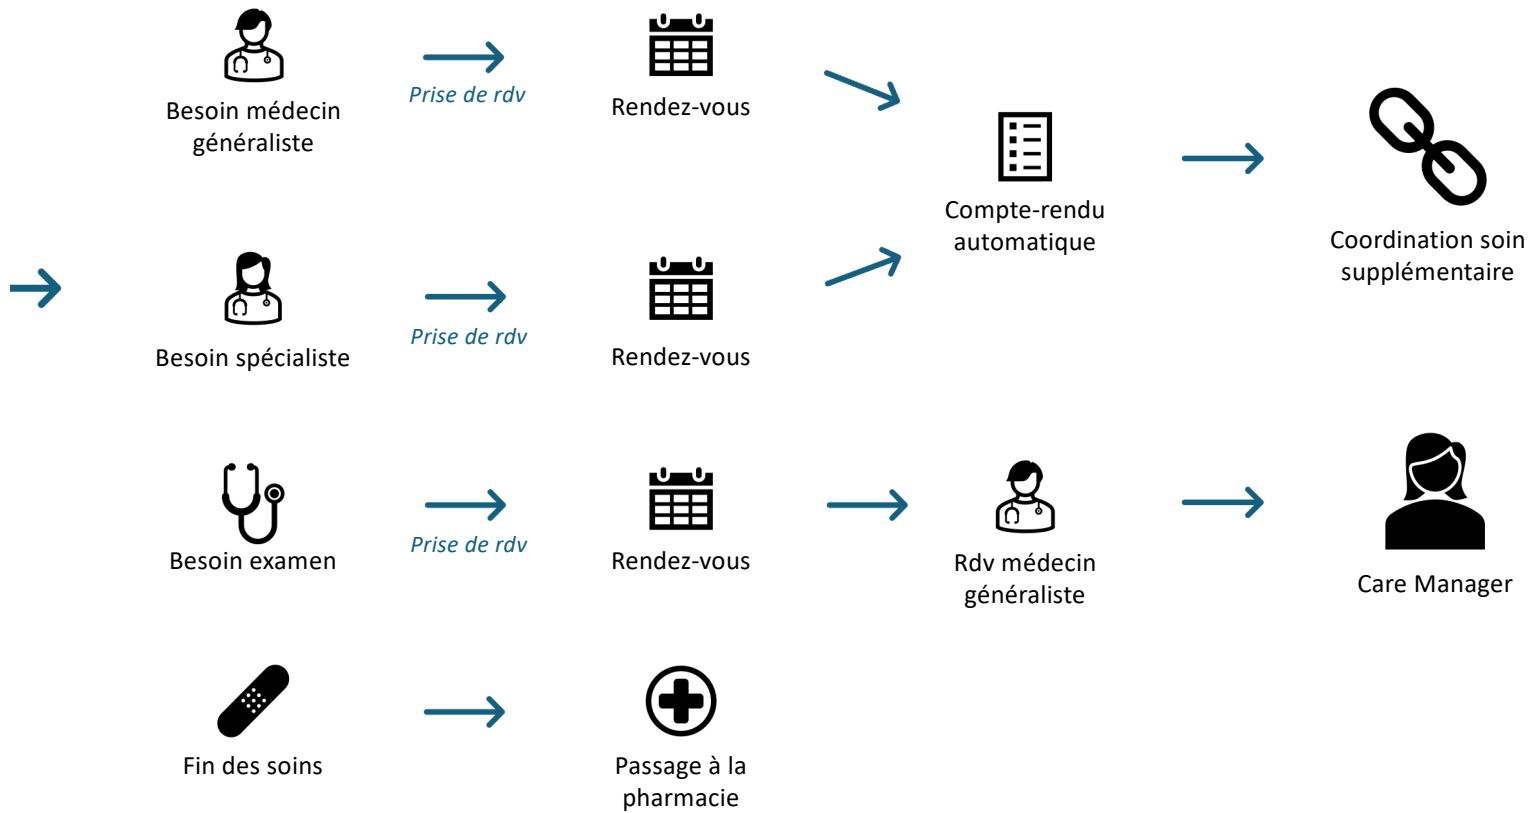 Besoin médecin
généraliste
Prise de rdv
Rendez-vous
Compte-rendu
automatique
Coordination soin
supplémentaire
Besoin spécialiste
Prise de rdv
Rendez-vous
Besoin examen
Prise de rdv
Rendez-vous
Rdv médecin
généraliste
Care Manager
Fin des soins
Passage à la
pharmacie